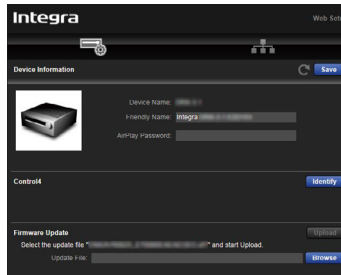 Integra
Web Set
Device Information
Save
Device Name:
Friendly Name: Integra
AirPlay Password:
Control4
Identify
Firmware Update
Upload
Select the update file " " and start Upload.
Update File:
Browse